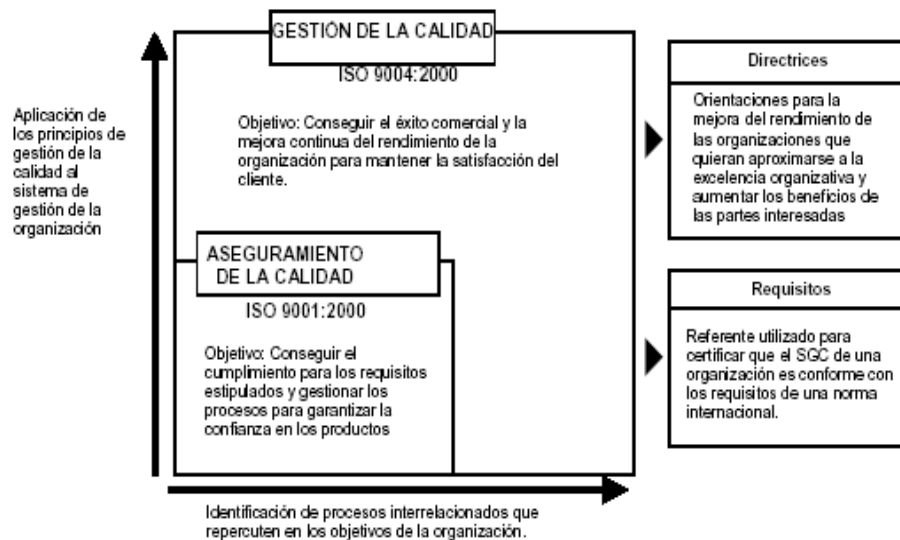 GESTIÓN DE LA CALIDAD
ISO 9004:2000
Objetivo: Conseguir el éxito comercial y la
mejora continua del rendimiento de la
organización para mantener la satisfacción del
cliente.
Aplicación de
los principios de
gestión de la
calidad al
sistema de
gestión de la
organización
ASEGURAMIENTO
DE LA CALIDAD
ISO 9001:2000
Objetivo: Conseguir el
cumplimiento para los requisitos
estipulados y gestionar los
procesos para garantizar la
confianza en los productos
Identificación de procesos interrelacionados que
repercuten en los objetivos de la organización.
Directrices
Orientaciones para la
mejora del rendimiento de
las organizaciones que
quieran aproximarse a la
excelencia organizativa y
aumentar los beneficios de
las partes interesadas
Requisitos
Referente utilizado para
certificar que el SGC de una
organización es conforme con
los requisitos de una norma
internacional.